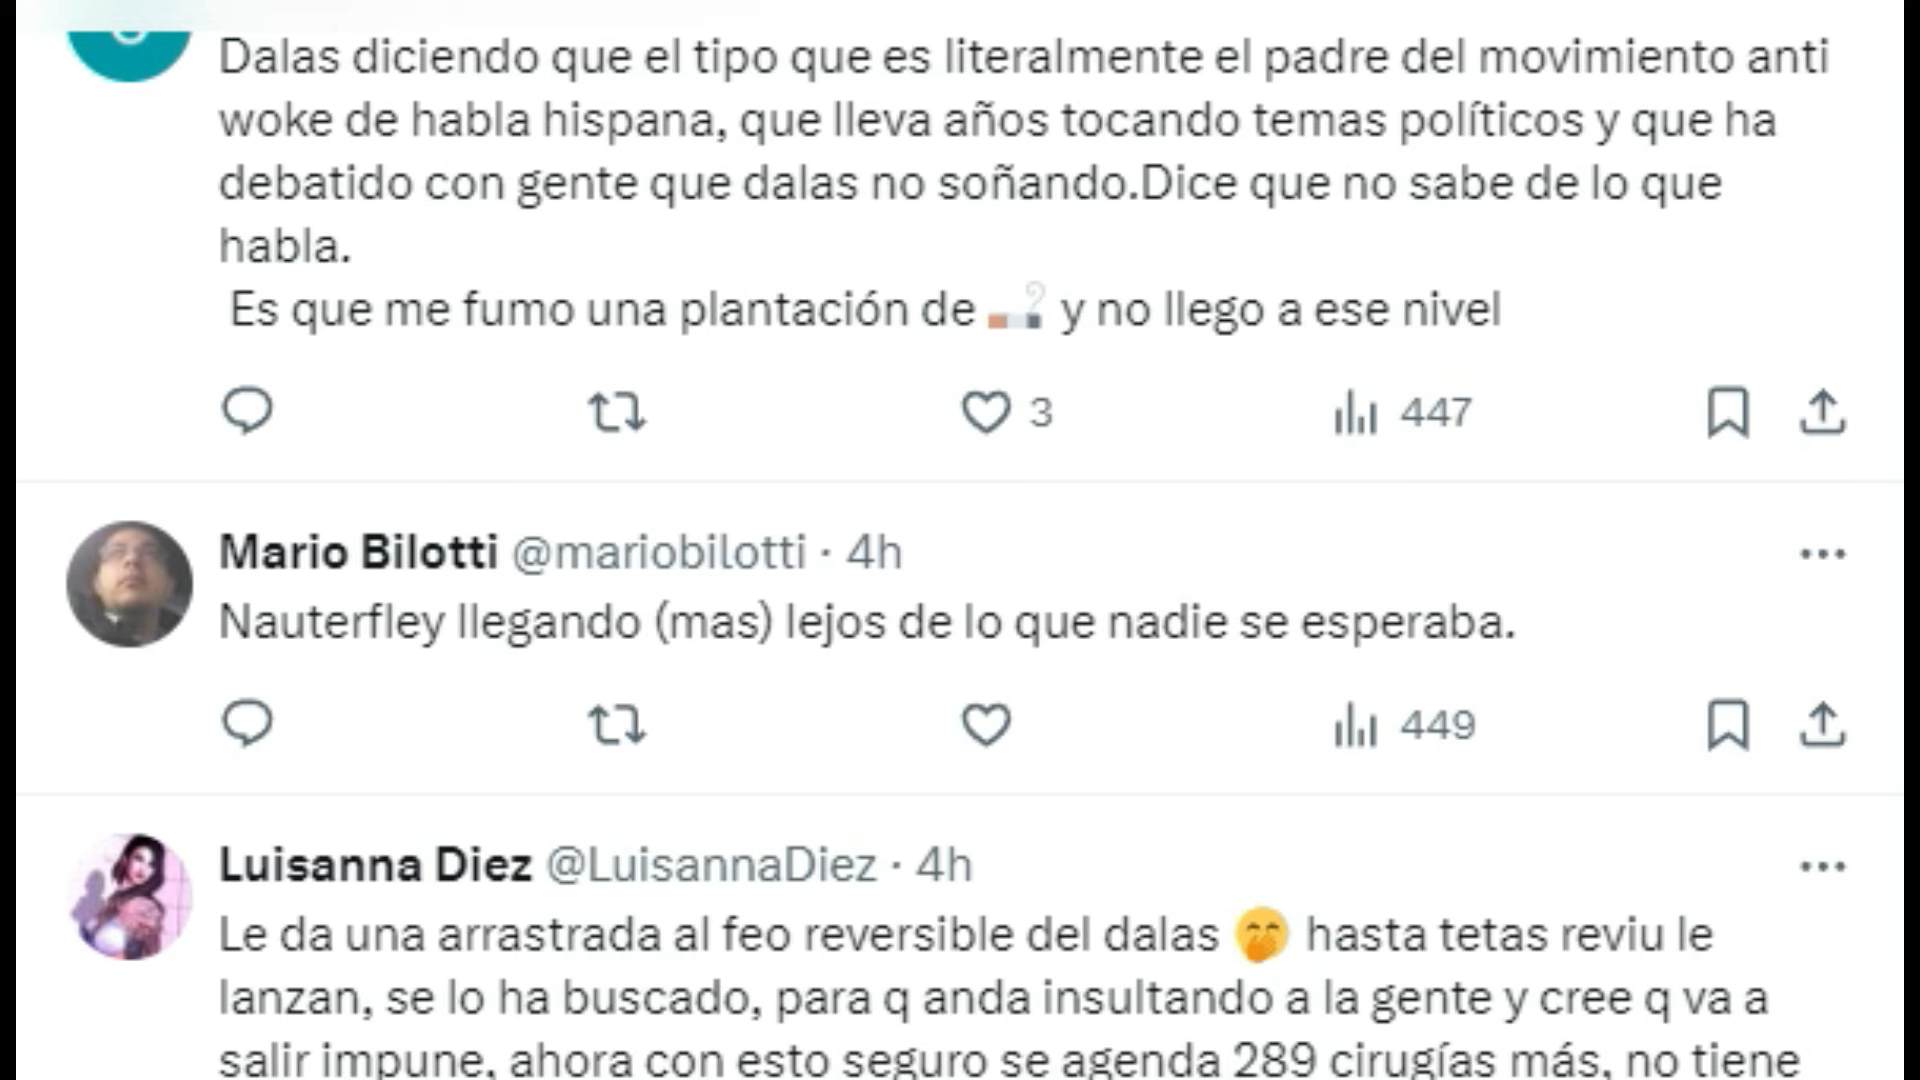 Dalas diciendo que el tipo que es literalmente el padre del movimiento anti
woke de habla hispana, que lleva años tocando temas políticos y que ha
debatido con gente que dalas no soñando.Dice que no sabe de lo que
habla.
Es que me fumo una plantación de 🚬 y no llego a ese nivel
3 447
Mario Bilotti @mariobilotti · 4h
Nauterfley llegando (mas) lejos de lo que nadie se esperaba.
449
Luisanna Diez @LuisannaDiez · 4h
Le da una arrastrada al feo reversible del dalas 🤭 hasta tetas reviu le
lanzan, se lo ha buscado, para q anda insultando a la gente y cree q va a
salir impune, ahora con esto seguro se agenda 289 cirugías más, no tiene